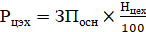 Рцэх = ЗПосн × Нцех/100